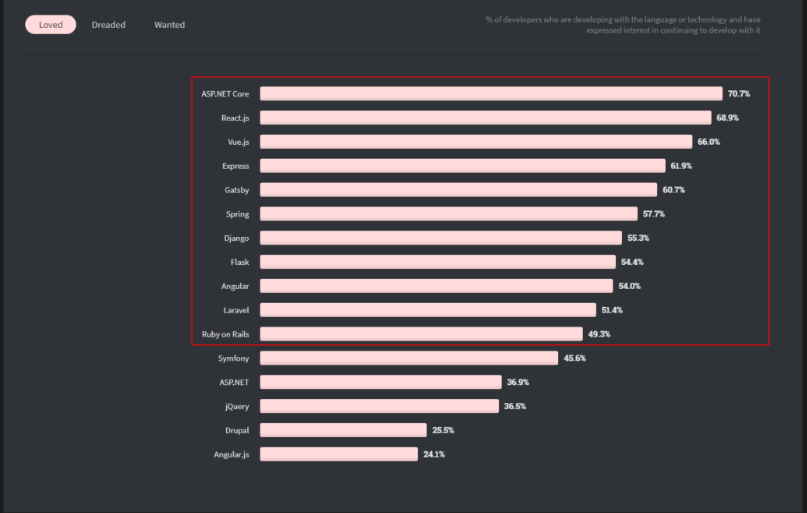 Loved Dreaded Wanted
% of developers who are developing with the language or technology and have
expressed interest in continuing to develop with it
ASP.NET Core 70.7%
React.js 68.9%
Vue.js 66.0%
Express 61.9%
Gatsby 60.7%
Spring 57.7%
Django 55.3%
Flask 54.4%
Angular 54.0%
Laravel 51.4%
Ruby on Rails 49.3%
Symfony 45.6%
ASP.NET 36.9%
jQuery 36.5%
Drupal 25.5%
Angular.js 24.1%